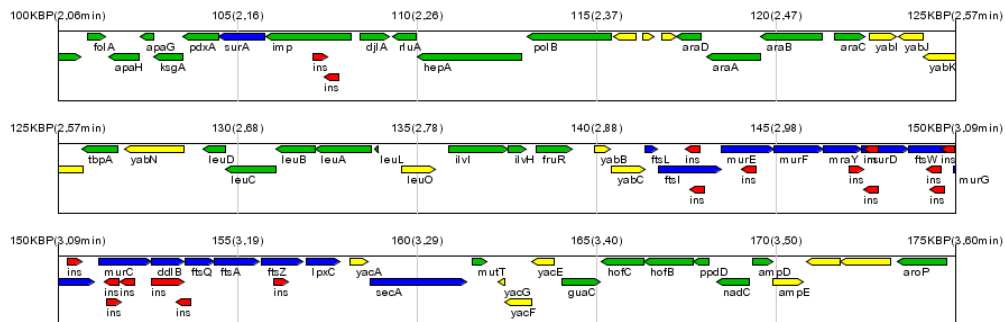 100KBP(2.06min) 105(2.16) 110(2.26) 115(2.37) 120(2.47) 125KBP(2.57min)
folA apaG pdxA surA imp djlA rluA polB araD araB araC yabI yabJ
apaH ksgA ins hepA araA yabK
ins
125KBP(2.57min) 130(2.68) 135(2.78) 140(2.88) 145(2.98) 150KBP(3.09min)
tbpA yabN leuD leuB leuA leuL ilvI ilvH fruR yabB ftsL ins murE murF mraY murD ftsW ins
leuC leuO yabC ftsI ins ins ins murG
ins ins ins
150KBP(3.09min) 155(3.19) 160(3.29) 165(3.40) 170(3.50) 175KBP(3.60min)
ins murC ddlB ftsQ ftsA ftsZ lpxC yacA mutT yacE hofC hofB ppdD ampD aroP
ins ins ins ins secA yacG guaC nadC ampE
ins ins yacF